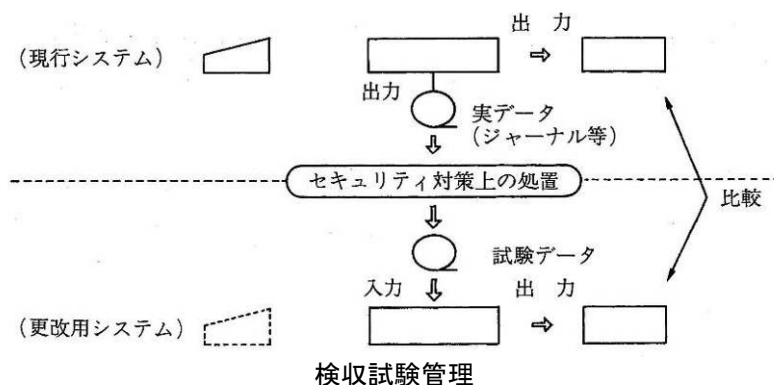 出 力
(現行システム)
出力
実データ
(ジャーナル等)
セキュリティ対策上の処置
比較
試験データ
入力
出 力
(更改用システム)
検収試験管理